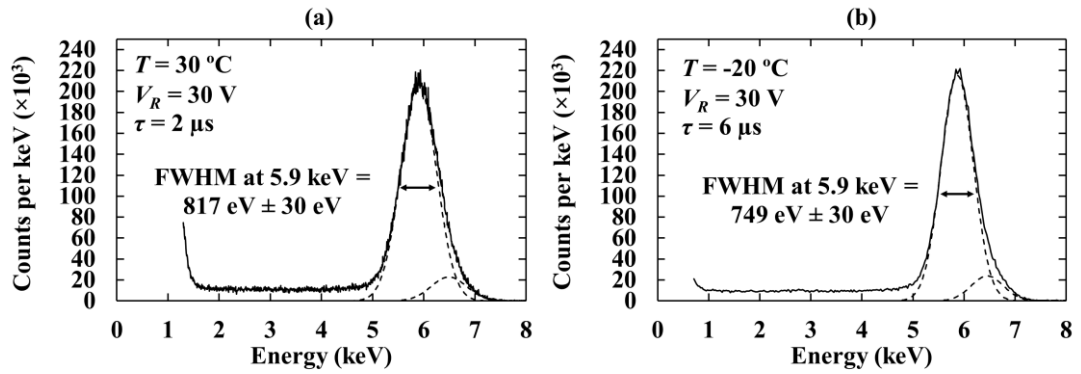 (a)
Counts per keV (×10³)
240
220
200
180
160
140
120
100
80
60
40
20
0
T = 30 ºC
V_R = 30 V
τ = 2 µs
FWHM at 5.9 keV =
817 eV ± 30 eV
0 1 2 3 4 5 6 7 8
Energy (keV)
(b)
Counts per keV (×10³)
240
220
200
180
160
140
120
100
80
60
40
20
0
T = -20 ºC
V_R = 30 V
τ = 6 µs
FWHM at 5.9 keV =
749 eV ± 30 eV
0 1 2 3 4 5 6 7 8
Energy (keV)